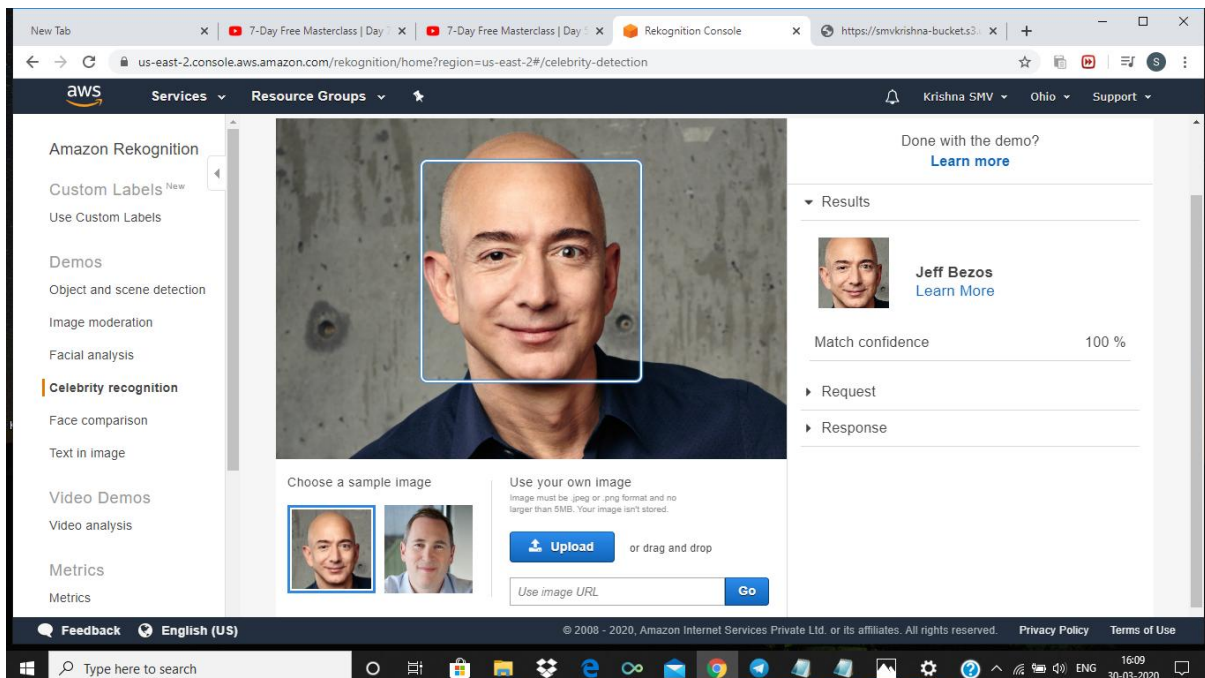 New Tab
7-Day Free Masterclass | Day
7-Day Free Masterclass | Day
Rekognition Console
https://smvkrishna-bucket.s3.
us-east-2.console.aws.amazon.com/rekognition/home?region=us-east-2#/celebrity-detection
S
aws Services Resource Groups Krishna SMV Ohio Support
Amazon Rekognition
Custom Labels New
Use Custom Labels
Demos
Object and scene detection
Image moderation
Facial analysis
Celebrity recognition
Face comparison
Text in image
Video Demos
Video analysis
Metrics
Metrics
Choose a sample image
Use your own image
Image must be .jpeg or .png format and no
larger than 5MB. Your image isn't stored.
Upload or drag and drop
Use image URL Go
Done with the demo?
Learn more
Results
Jeff Bezos
Learn More
Match confidence 100 %
Request
Response
Feedback English (US) © 2008 - 2020, Amazon Internet Services Private Ltd. or its affiliates. All rights reserved. Privacy Policy Terms of Use
Type here to search
ENG
16:09
30-03-2020